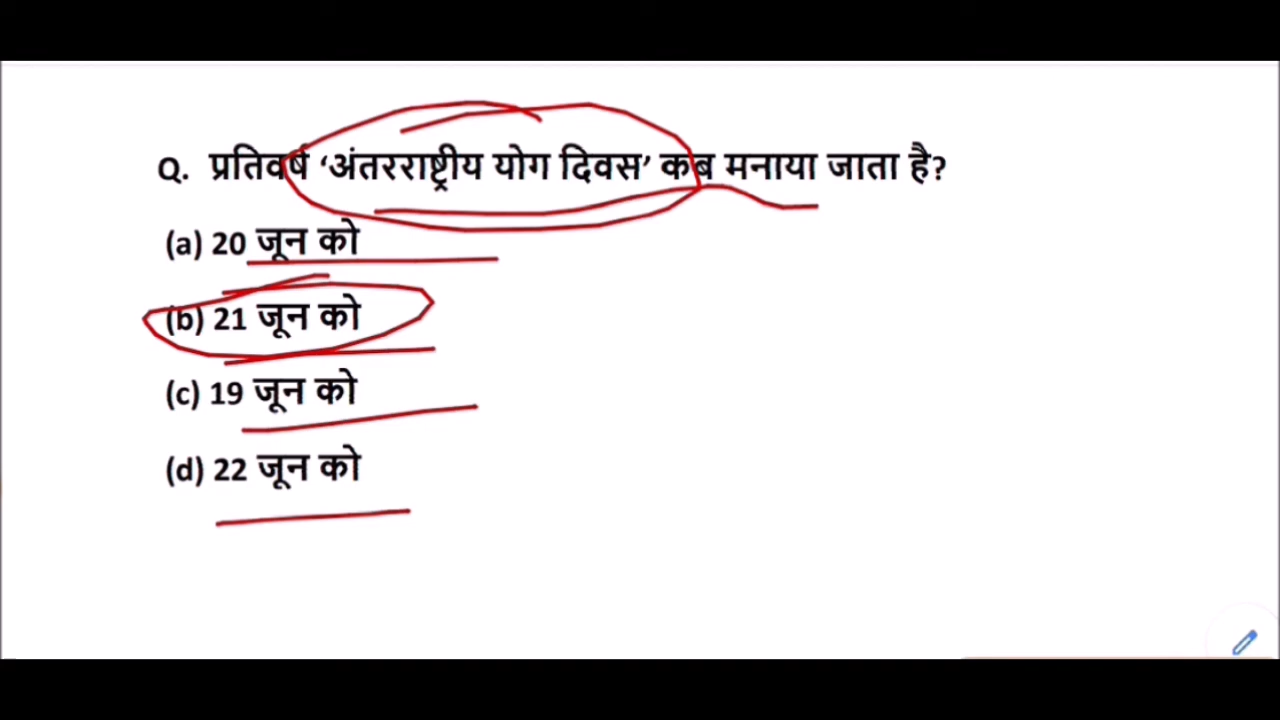 Q. प्रतिवर्ष ‘अंतरराष्ट्रीय योग दिवस’ कब मनाया जाता है?
(a) 20 जून को
(b) 21 जून को
(c) 19 जून को
(d) 22 जून को